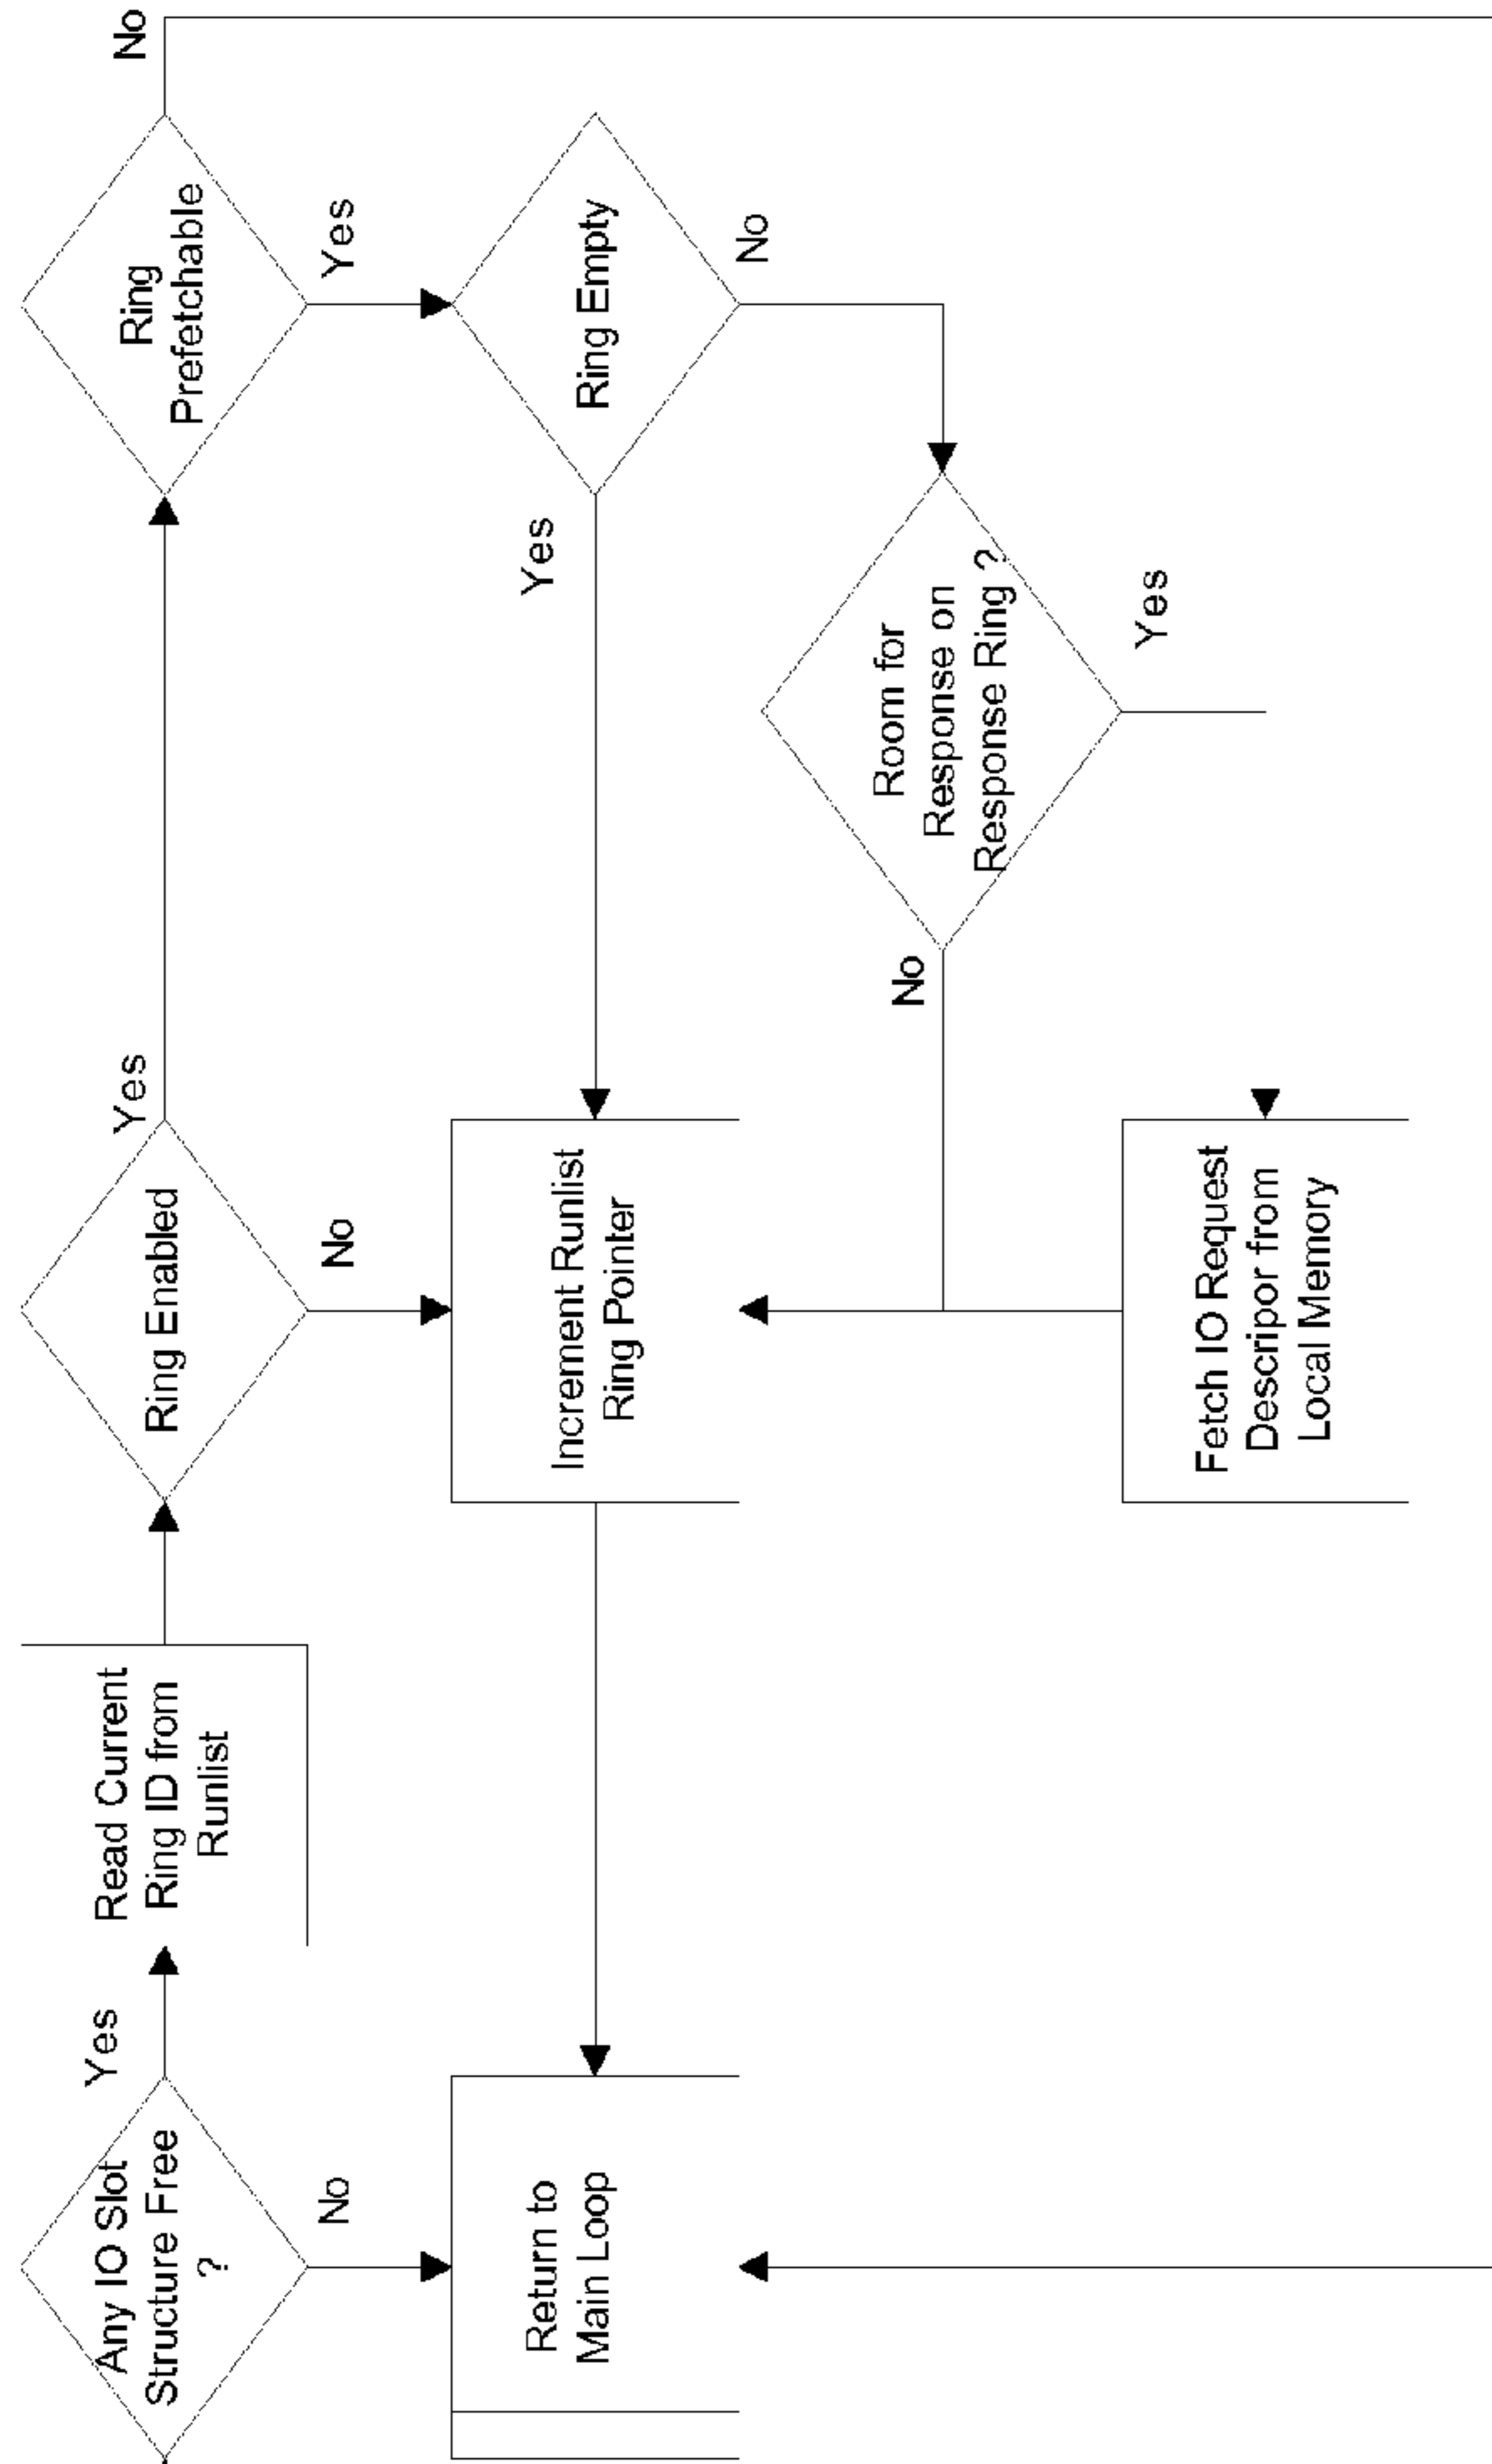 Any IO Slot
Structure Free
?
Yes
No
Read Current
Ring ID from
Runlist
Ring Enabled
Yes
No
Ring
Prefetchable
No
Yes
Return to
Main Loop
Increment Runlist
Ring Pointer
Yes
Ring Empty
No
No
Room for
Response on
Response Ring ?
Yes
Fetch IO Request
Descripor from
Local Memory